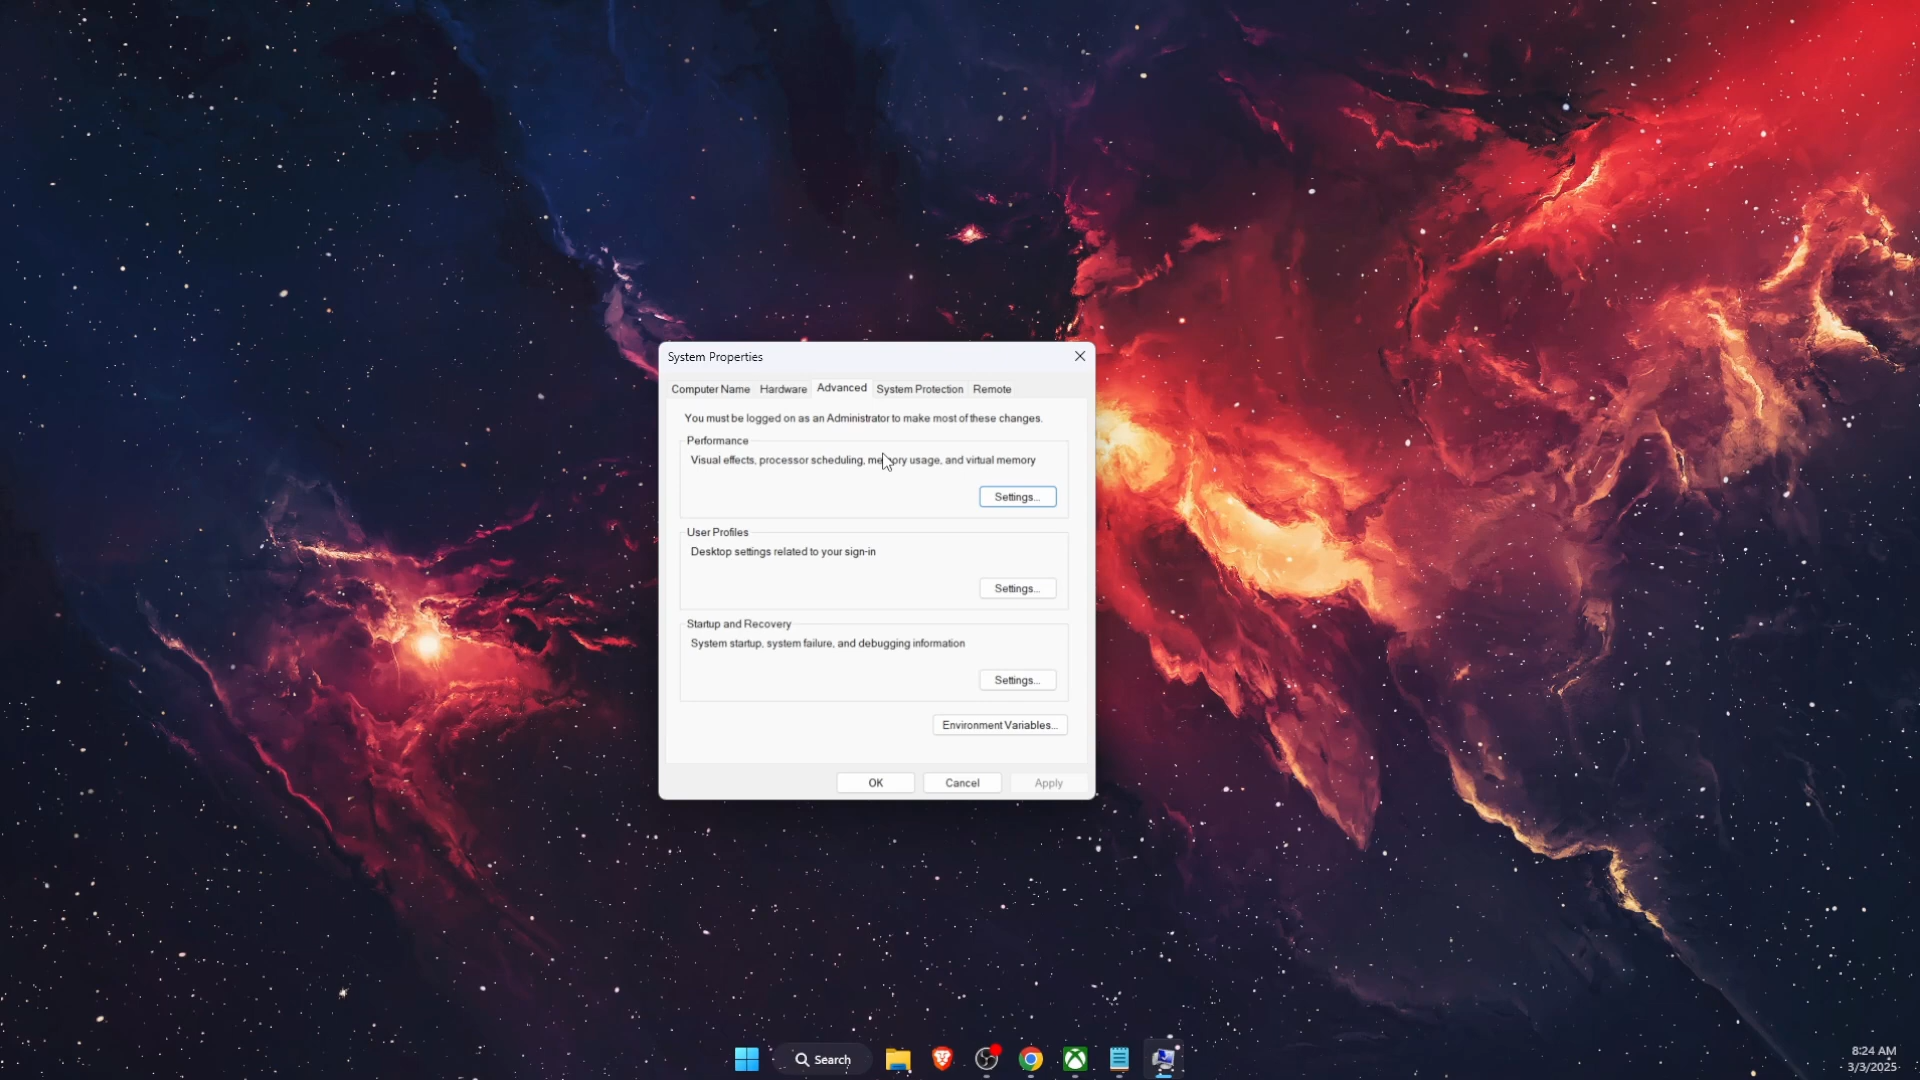 System Properties
Computer Name Hardware Advanced System Protection Remote
You must be logged on as an Administrator to make most of these changes.
Performance
Visual effects, processor scheduling, memory usage, and virtual memory
Settings...
User Profiles
Desktop settings related to your sign-in
Settings...
Startup and Recovery
System startup, system failure, and debugging information
Settings...
Environment Variables...
OK Cancel Apply
Search
8:24 AM
3/3/2025